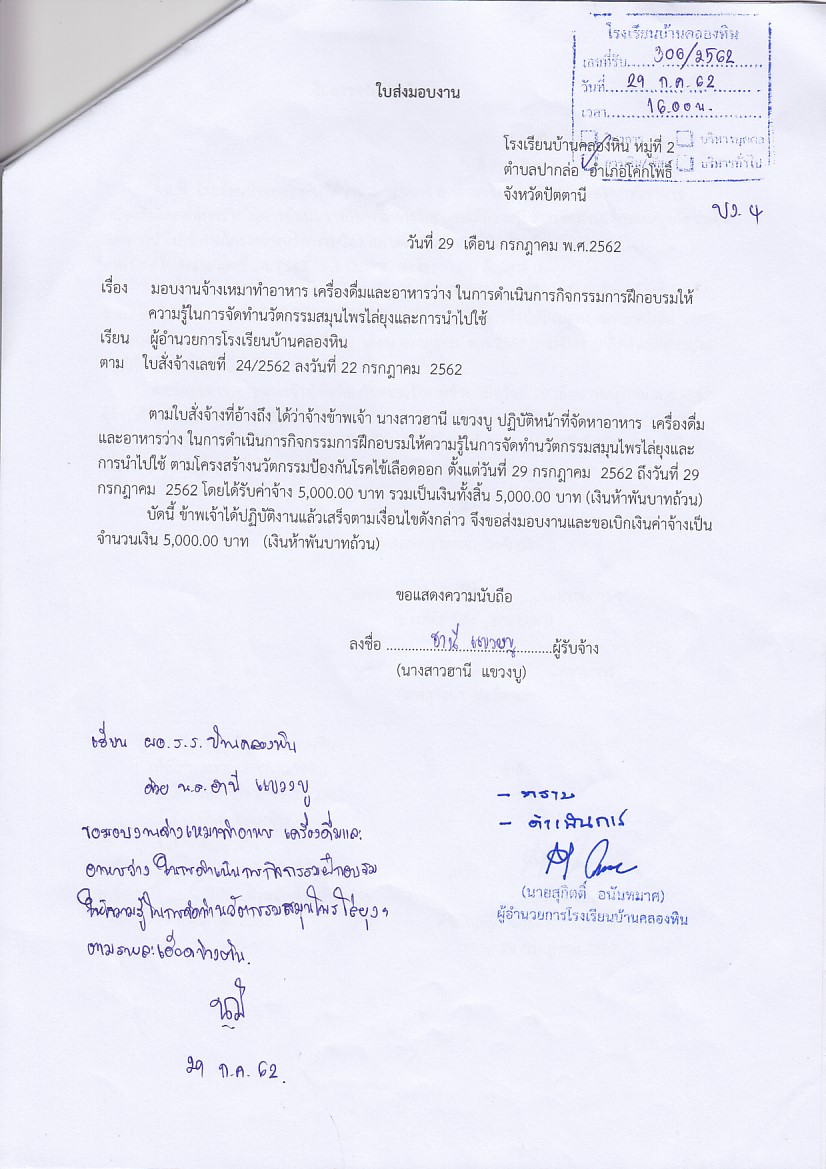 โรงเรียนบ้านคลองหิน
เลขที่รับ 306/2562
วันที่ 29 ก.ค. 62
เวลา 16.00 น.
บริหารบุคคล
บริหารทั่วไป
ใบส่งมอบงาน
โรงเรียนบ้านคลองหิน หมู่ที่ 2
ตำบลปากล่อ อำเภอโคกโพธิ์
จังหวัดปัตตานี
วันที่ 29 เดือน กรกฎาคม พ.ศ.2562
เรื่อง มอบงานจ้างเหมาทำอาหาร เครื่องดื่มและอาหารว่าง ในการดำเนินการกิจกรรมการฝึกอบรมให้
ความรู้ในการจัดทำนวัตกรรมสมุนไพรไล่ยุงและการนำไปใช้
เรียน ผู้อำนวยการโรงเรียนบ้านคลองหิน
ตาม ใบสั่งจ้างเลขที่ 24/2562 ลงวันที่ 22 กรกฎาคม 2562
ตามใบสั่งจ้างที่อ้างถึง ได้ว่าจ้างข้าพเจ้า นางสาวฮานี แขวงบู ปฏิบัติหน้าที่จัดหาอาหาร เครื่องดื่ม
และอาหารว่าง ในการดำเนินการกิจกรรมการฝึกอบรมให้ความรู้ในการจัดทำนวัตกรรมสมุนไพรไล่ยุงและ
การนำไปใช้ ตามโครงสร้างนวัตกรรมป้องกันโรคไข้เลือดออก ตั้งแต่วันที่ 29 กรกฎาคม 2562 ถึงวันที่ 29
กรกฎาคม 2562 โดยได้รับค่าจ้าง 5,000.00 บาท รวมเป็นเงินทั้งสิ้น 5,000.00 บาท (เงินห้าพันบาทถ้วน)
บัดนี้ ข้าพเจ้าได้ปฏิบัติงานแล้วเสร็จตามเงื่อนไขดังกล่าว จึงขอส่งมอบงานและขอเบิกเงินค่าจ้างเป็น
จำนวนเงิน 5,000.00 บาท (เงินห้าพันบาทถ้วน)
ขอแสดงความนับถือ
ลงชื่อ ฮานี แขวงบู ผู้รับจ้าง
(นางสาวฮานี แขวงบู)
เรียน ผอ.ร.ร.บ้านคลองหิน
ด้วย น.ส.ฮานี แขวงบู
ขอมอบงานจ้างเหมาทำอาหาร เครื่องดื่มและ
อาหารว่าง ในการดำเนินการกิจกรรมฝึกอบรม
ให้ความรู้ในการจัดทำนวัตกรรมสมุนไพรไล่ยุงฯ
ตามรายละเอียดข้างต้น.
29 ก.ค. 62.
- ทราบ
- ดำเนินการ
(นายสุกิตติ์ อนันทมาศ)
ผู้อำนวยการโรงเรียนบ้านคลองหิน